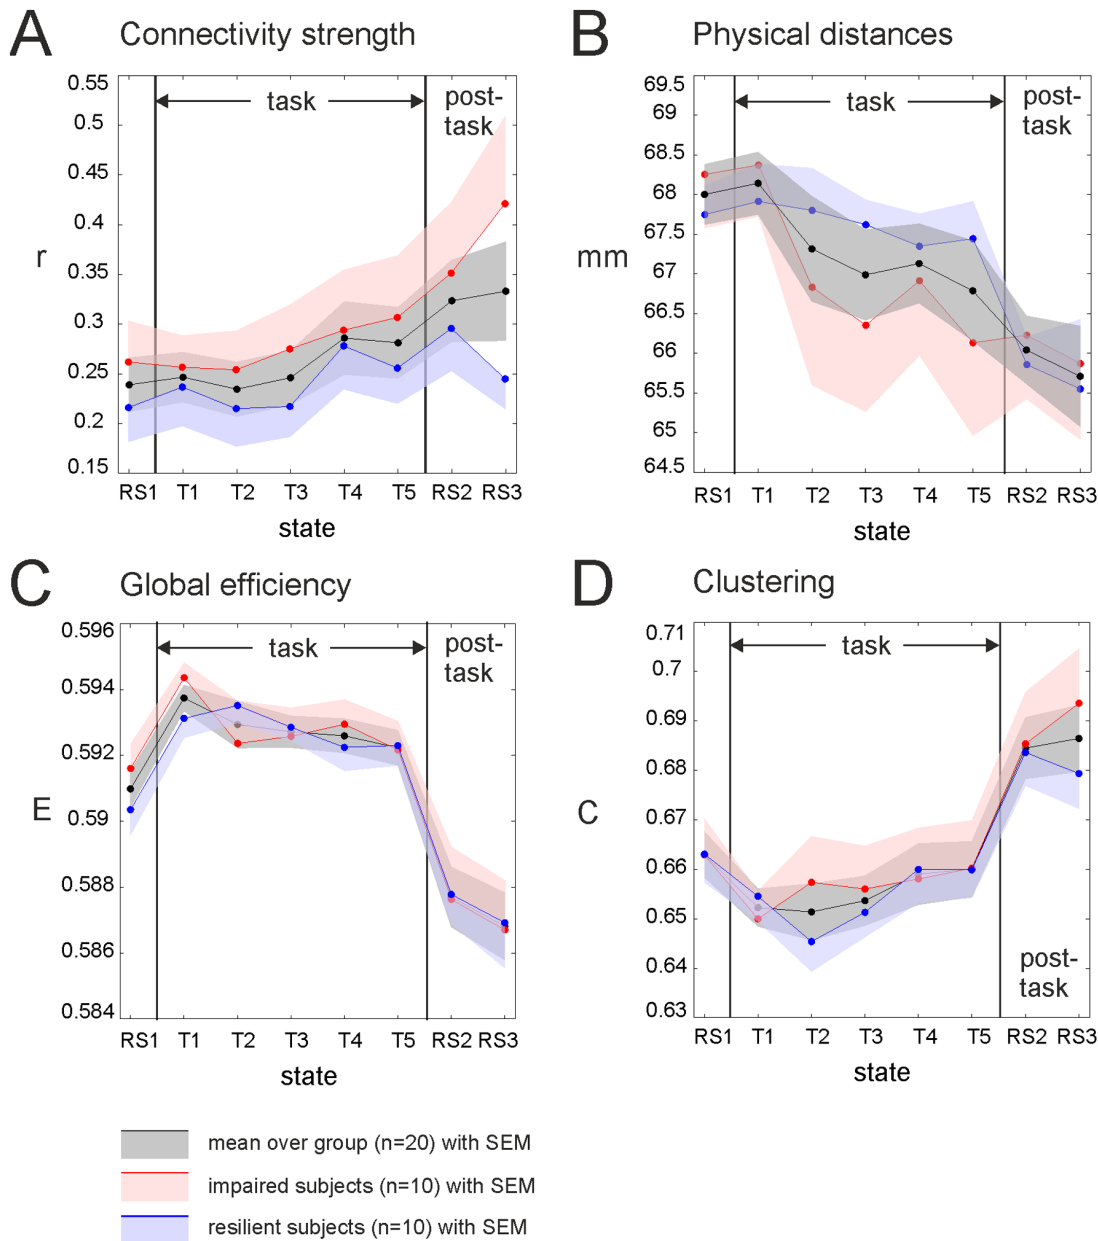 A Connectivity strength
0.55
0.5
0.45
0.4
0.35
0.3
0.25
0.2
0.15
r
task
post-
task
RS1 T1 T2 T3 T4 T5 RS2 RS3
state
B Physical distances
69.5
69
68.5
68
67.5
67
66.5
66
65.5
65
64.5
mm
task
post-
task
RS1 T1 T2 T3 T4 T5 RS2 RS3
state
C Global efficiency
0.596
0.594
0.592
0.59
0.588
0.586
0.584
E
task
post-
task
RS1 T1 T2 T3 T4 T5 RS2 RS3
state
D Clustering
0.71
0.7
0.69
0.68
0.67
0.66
0.65
0.64
0.63
C
task
post-
task
RS1 T1 T2 T3 T4 T5 RS2 RS3
state
mean over group (n=20) with SEM
impaired subjects (n=10) with SEM
resilient subjects (n=10) with SEM